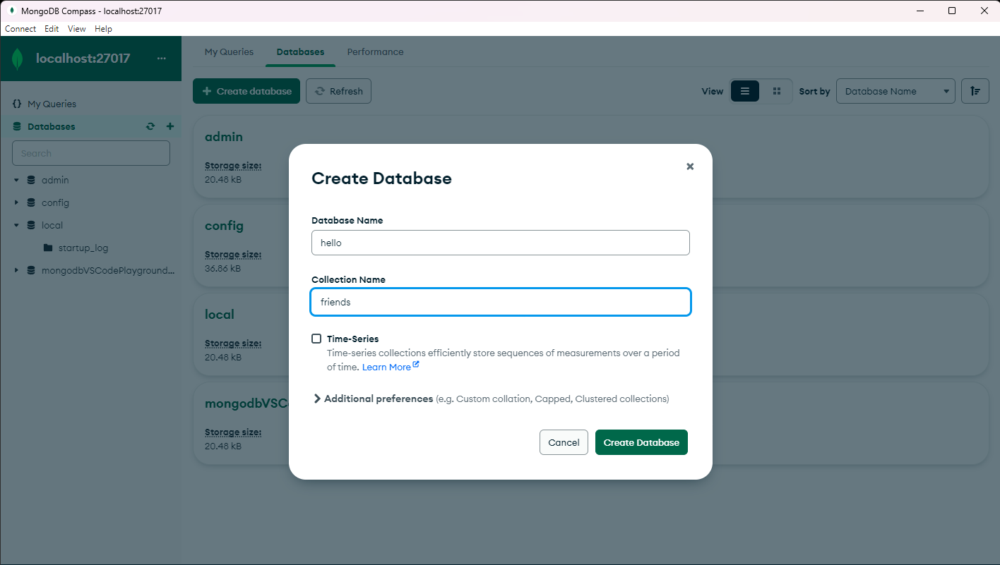 MongoDB Compass - localhost:27017
Connect Edit View Help
localhost:27017 ...
My Queries Databases Performance
Create database Refresh View Sort by Database Name
{} My Queries
Databases
Search
admin
config
local
startup_log
mongodbVSCodePlayground...
admin
Storage size:
20.48 kB
config
Storage size:
36.86 kB
local
Storage size:
20.48 kB
mongodbVSC
Storage size:
20.48 kB
Create Database
Database Name
hello
Collection Name
friends
Time-Series
Time-series collections efficiently store sequences of measurements over a period
of time. Learn More
Additional preferences (e.g. Custom collation, Capped, Clustered collections)
Cancel Create Database